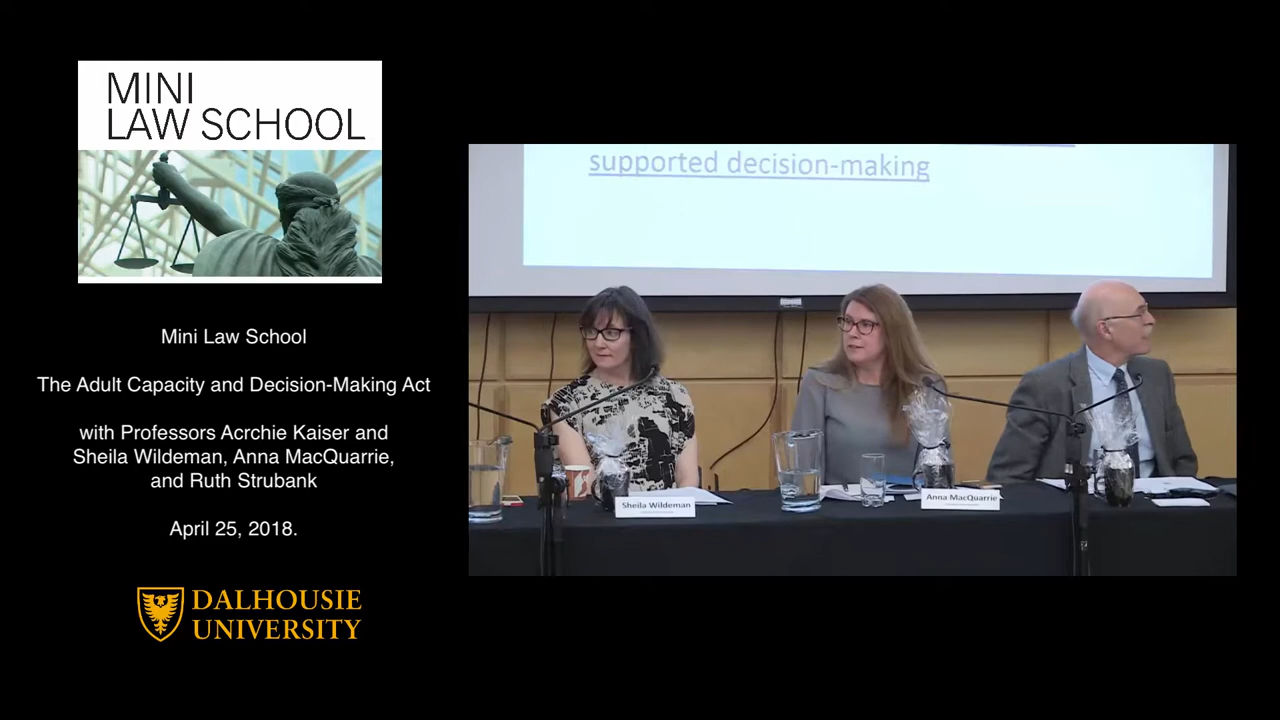 MINI
LAW SCHOOL
Mini Law School
The Adult Capacity and Decision-Making Act
with Professors Acrchie Kaiser and
Sheila Wildeman, Anna MacQuarrie,
and Ruth Strubank
April 25, 2018.
DALHOUSIE
UNIVERSITY
supported decision-making
Sheila Wildeman
Anna MacQuarrie